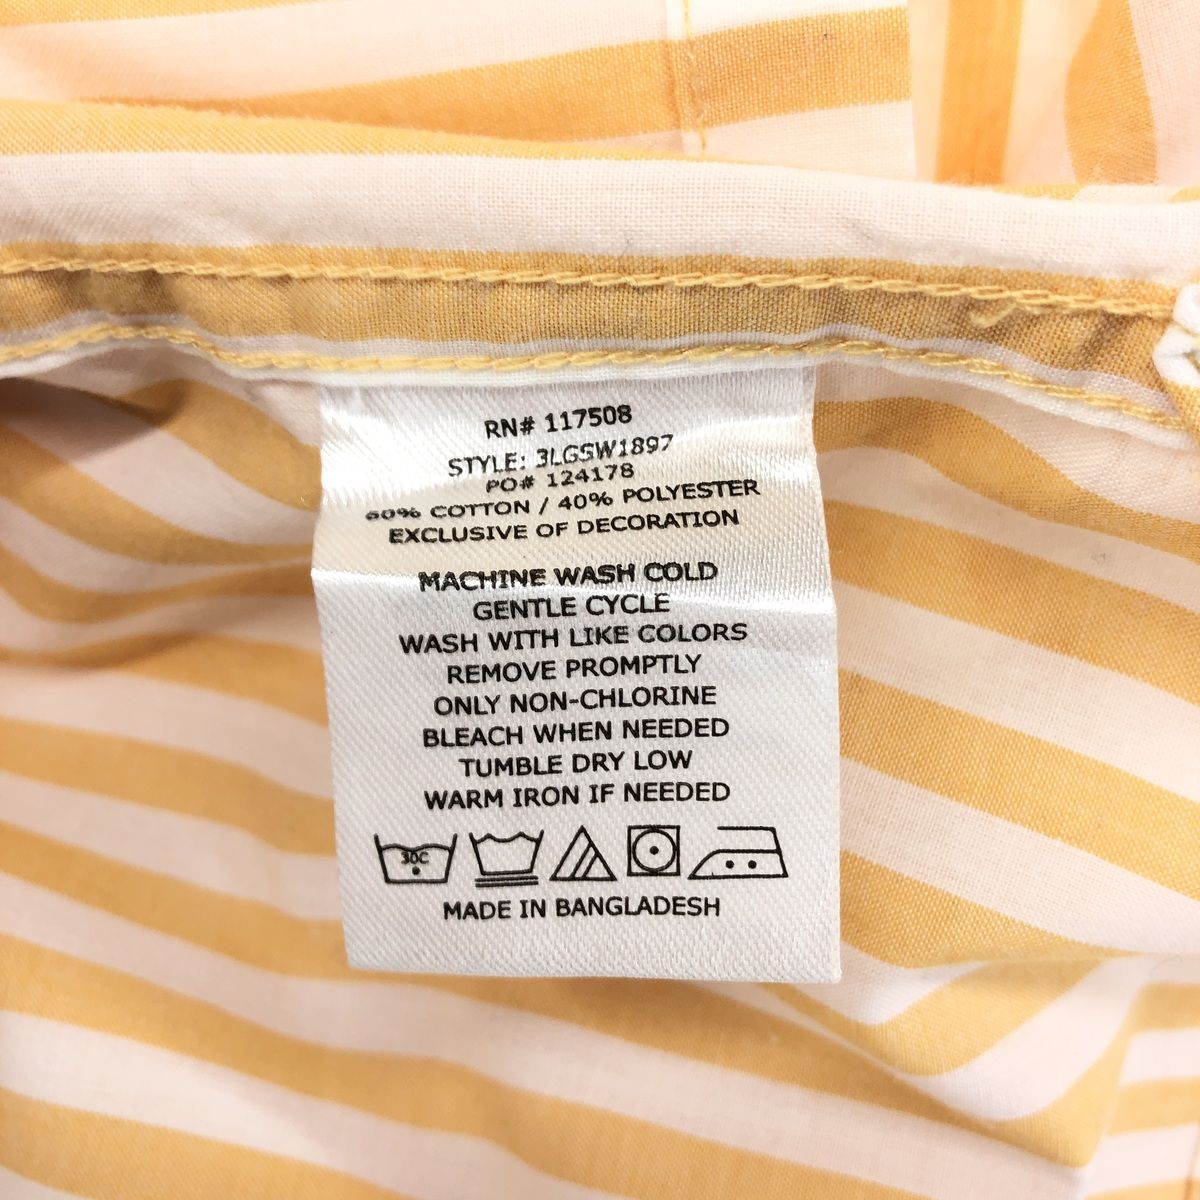 RN# 117508
STYLE: 3LGSW1897
PO# 124178
60% COTTON / 40% POLYESTER
EXCLUSIVE OF DECORATION
MACHINE WASH COLD
GENTLE CYCLE
WASH WITH LIKE COLORS
REMOVE PROMPTLY
ONLY NON-CHLORINE
BLEACH WHEN NEEDED
TUMBLE DRY LOW
WARM IRON IF NEEDED
30C
MADE IN BANGLADESH